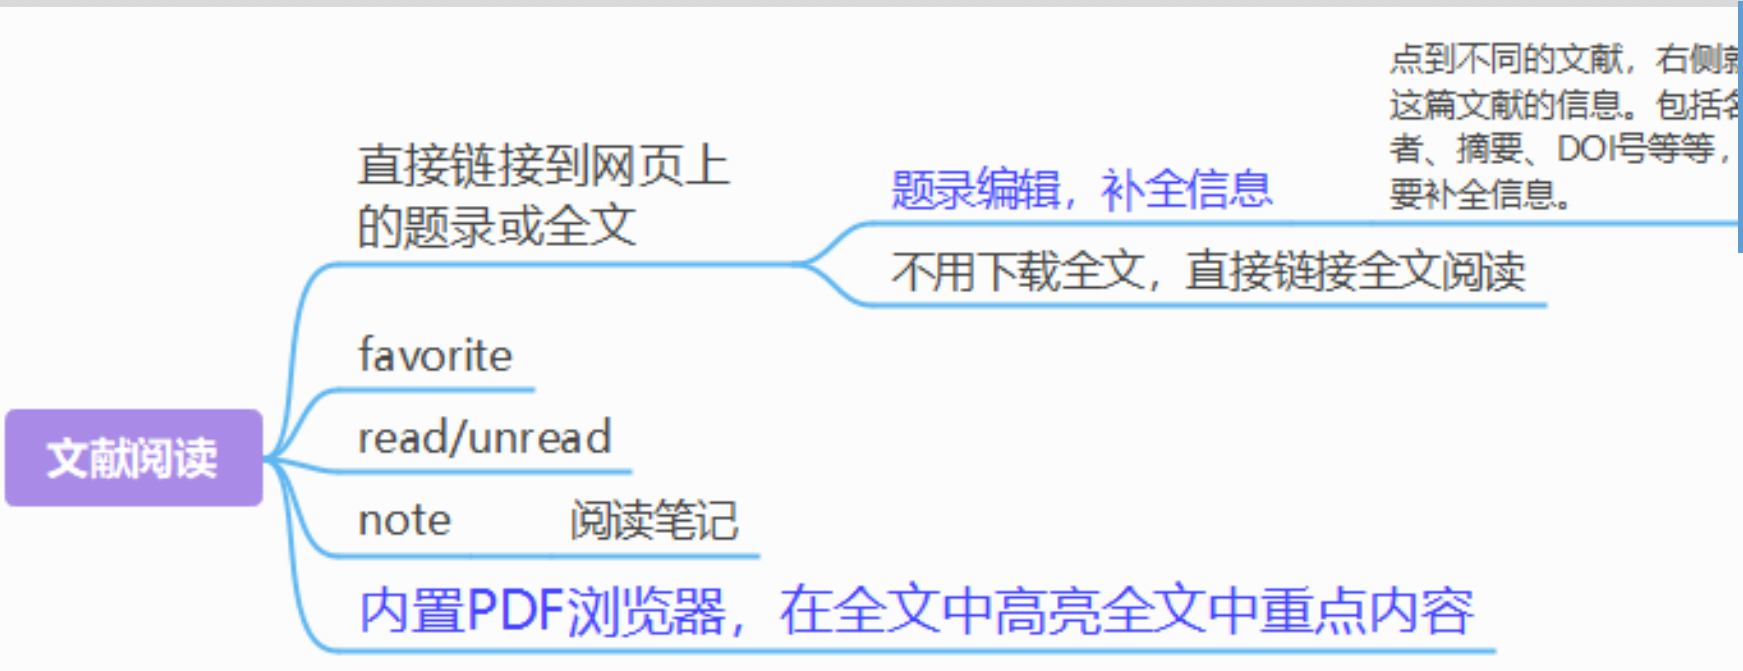 点到不同的文献，右侧
这篇文献的信息。包括
者、摘要、DOI号等等，
要补全信息。
直接链接到网页上
的题录或全文
题录编辑，补全信息
不用下载全文，直接链接全文阅读
favorite
read/unread
文献阅读
note 阅读笔记
内置PDF浏览器，在全文中高亮全文中重点内容